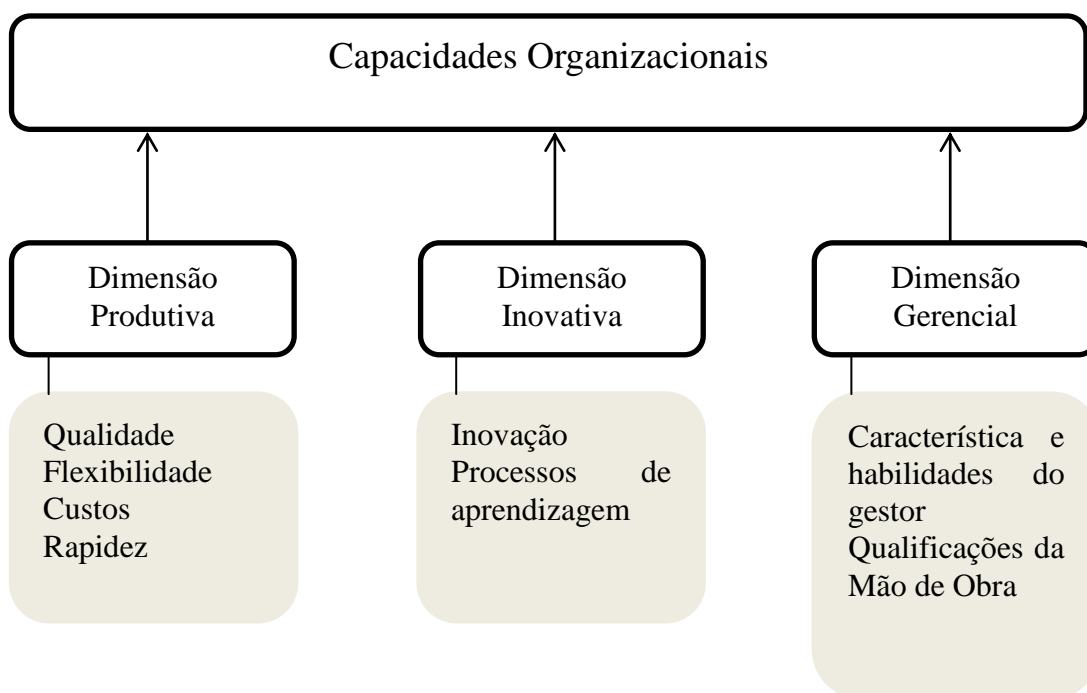 Capacidades Organizacionais
Dimensão
Produtiva
Dimensão
Inovativa
Dimensão
Gerencial
Qualidade
Flexibilidade
Custos
Rapidez
Inovação
Processos de
aprendizagem
Característica e
habilidades do
gestor
Qualificações da
Mão de Obra